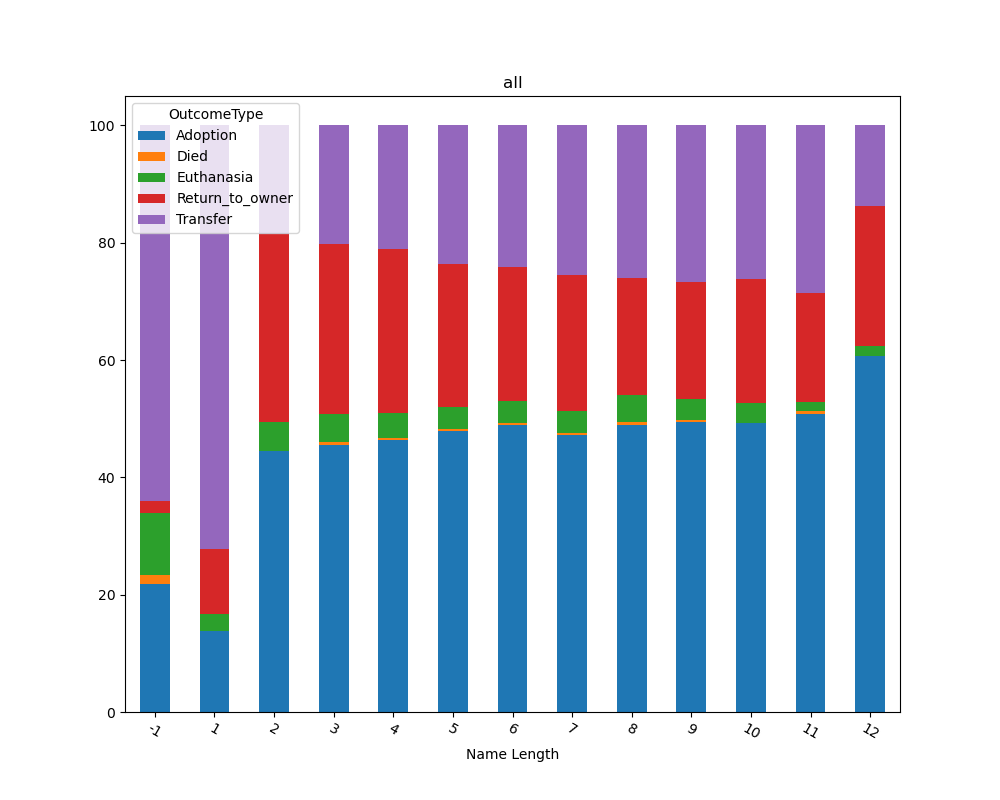 all
OutcomeType
Adoption
Died
Euthanasia
Return_to_owner
Transfer
100
80
60
40
20
0
-1 1 2 3 4 5 6 7 8 9 10 11 12
Name Length